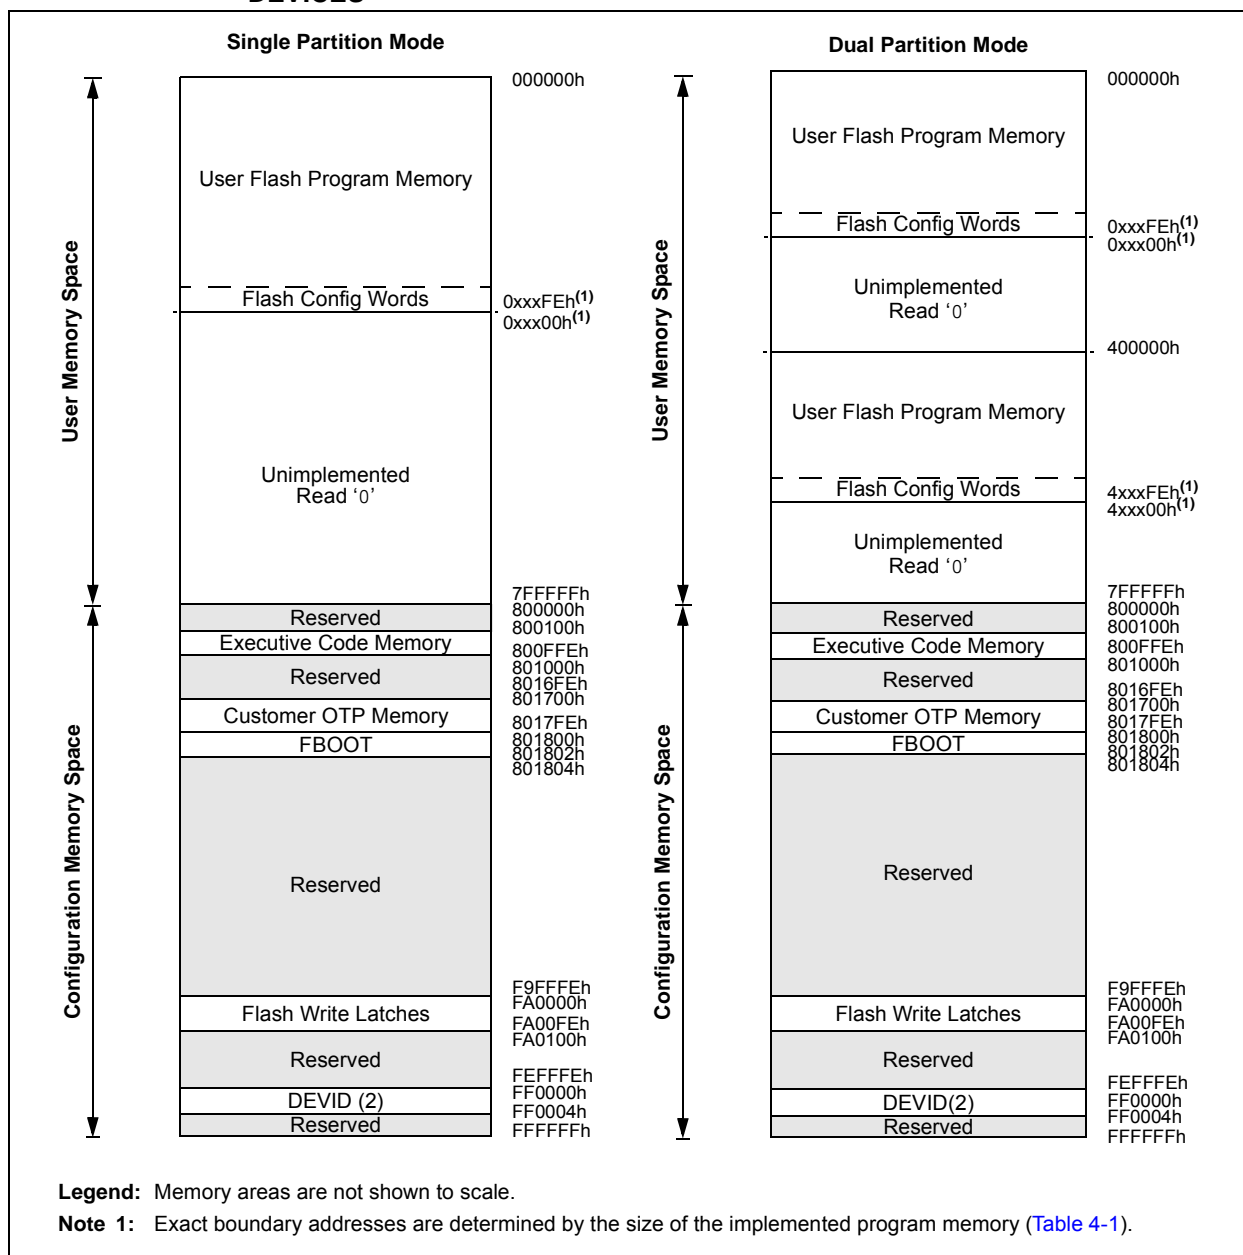 DEVICES
Single Partition Mode
000000h
User Flash Program Memory
Flash Config Words
0xxxFEh(1)
0xxx00h(1)
Unimplemented
Read ‘0’
7FFFFFh
800000h
Reserved
800100h
Executive Code Memory
800FFEh
801000h
Reserved
8016FEh
801700h
Customer OTP Memory
8017FEh
801800h
FBOOT
801802h
801804h
Reserved
F9FFFEh
FA0000h
Flash Write Latches
FA00FEh
FA0100h
Reserved
FEFFFEh
FF0000h
DEVID (2)
FF0004h
Reserved
FFFFFFh
User Memory Space
Configuration Memory Space
Dual Partition Mode
000000h
User Flash Program Memory
Flash Config Words
0xxxFEh(1)
0xxx00h(1)
Unimplemented
Read ‘0’
400000h
User Flash Program Memory
Flash Config Words
4xxxFEh(1)
4xxx00h(1)
Unimplemented
Read ‘0’
7FFFFFh
800000h
Reserved
800100h
Executive Code Memory
800FFEh
801000h
Reserved
8016FEh
801700h
Customer OTP Memory
8017FEh
801800h
FBOOT
801802h
801804h
Reserved
F9FFFEh
FA0000h
Flash Write Latches
FA00FEh
FA0100h
Reserved
FEFFFEh
FF0000h
DEVID(2)
FF0004h
Reserved
FFFFFFh
User Memory Space
Configuration Memory Space
Legend: Memory areas are not shown to scale.
Note 1: Exact boundary addresses are determined by the size of the implemented program memory (Table 4-1).